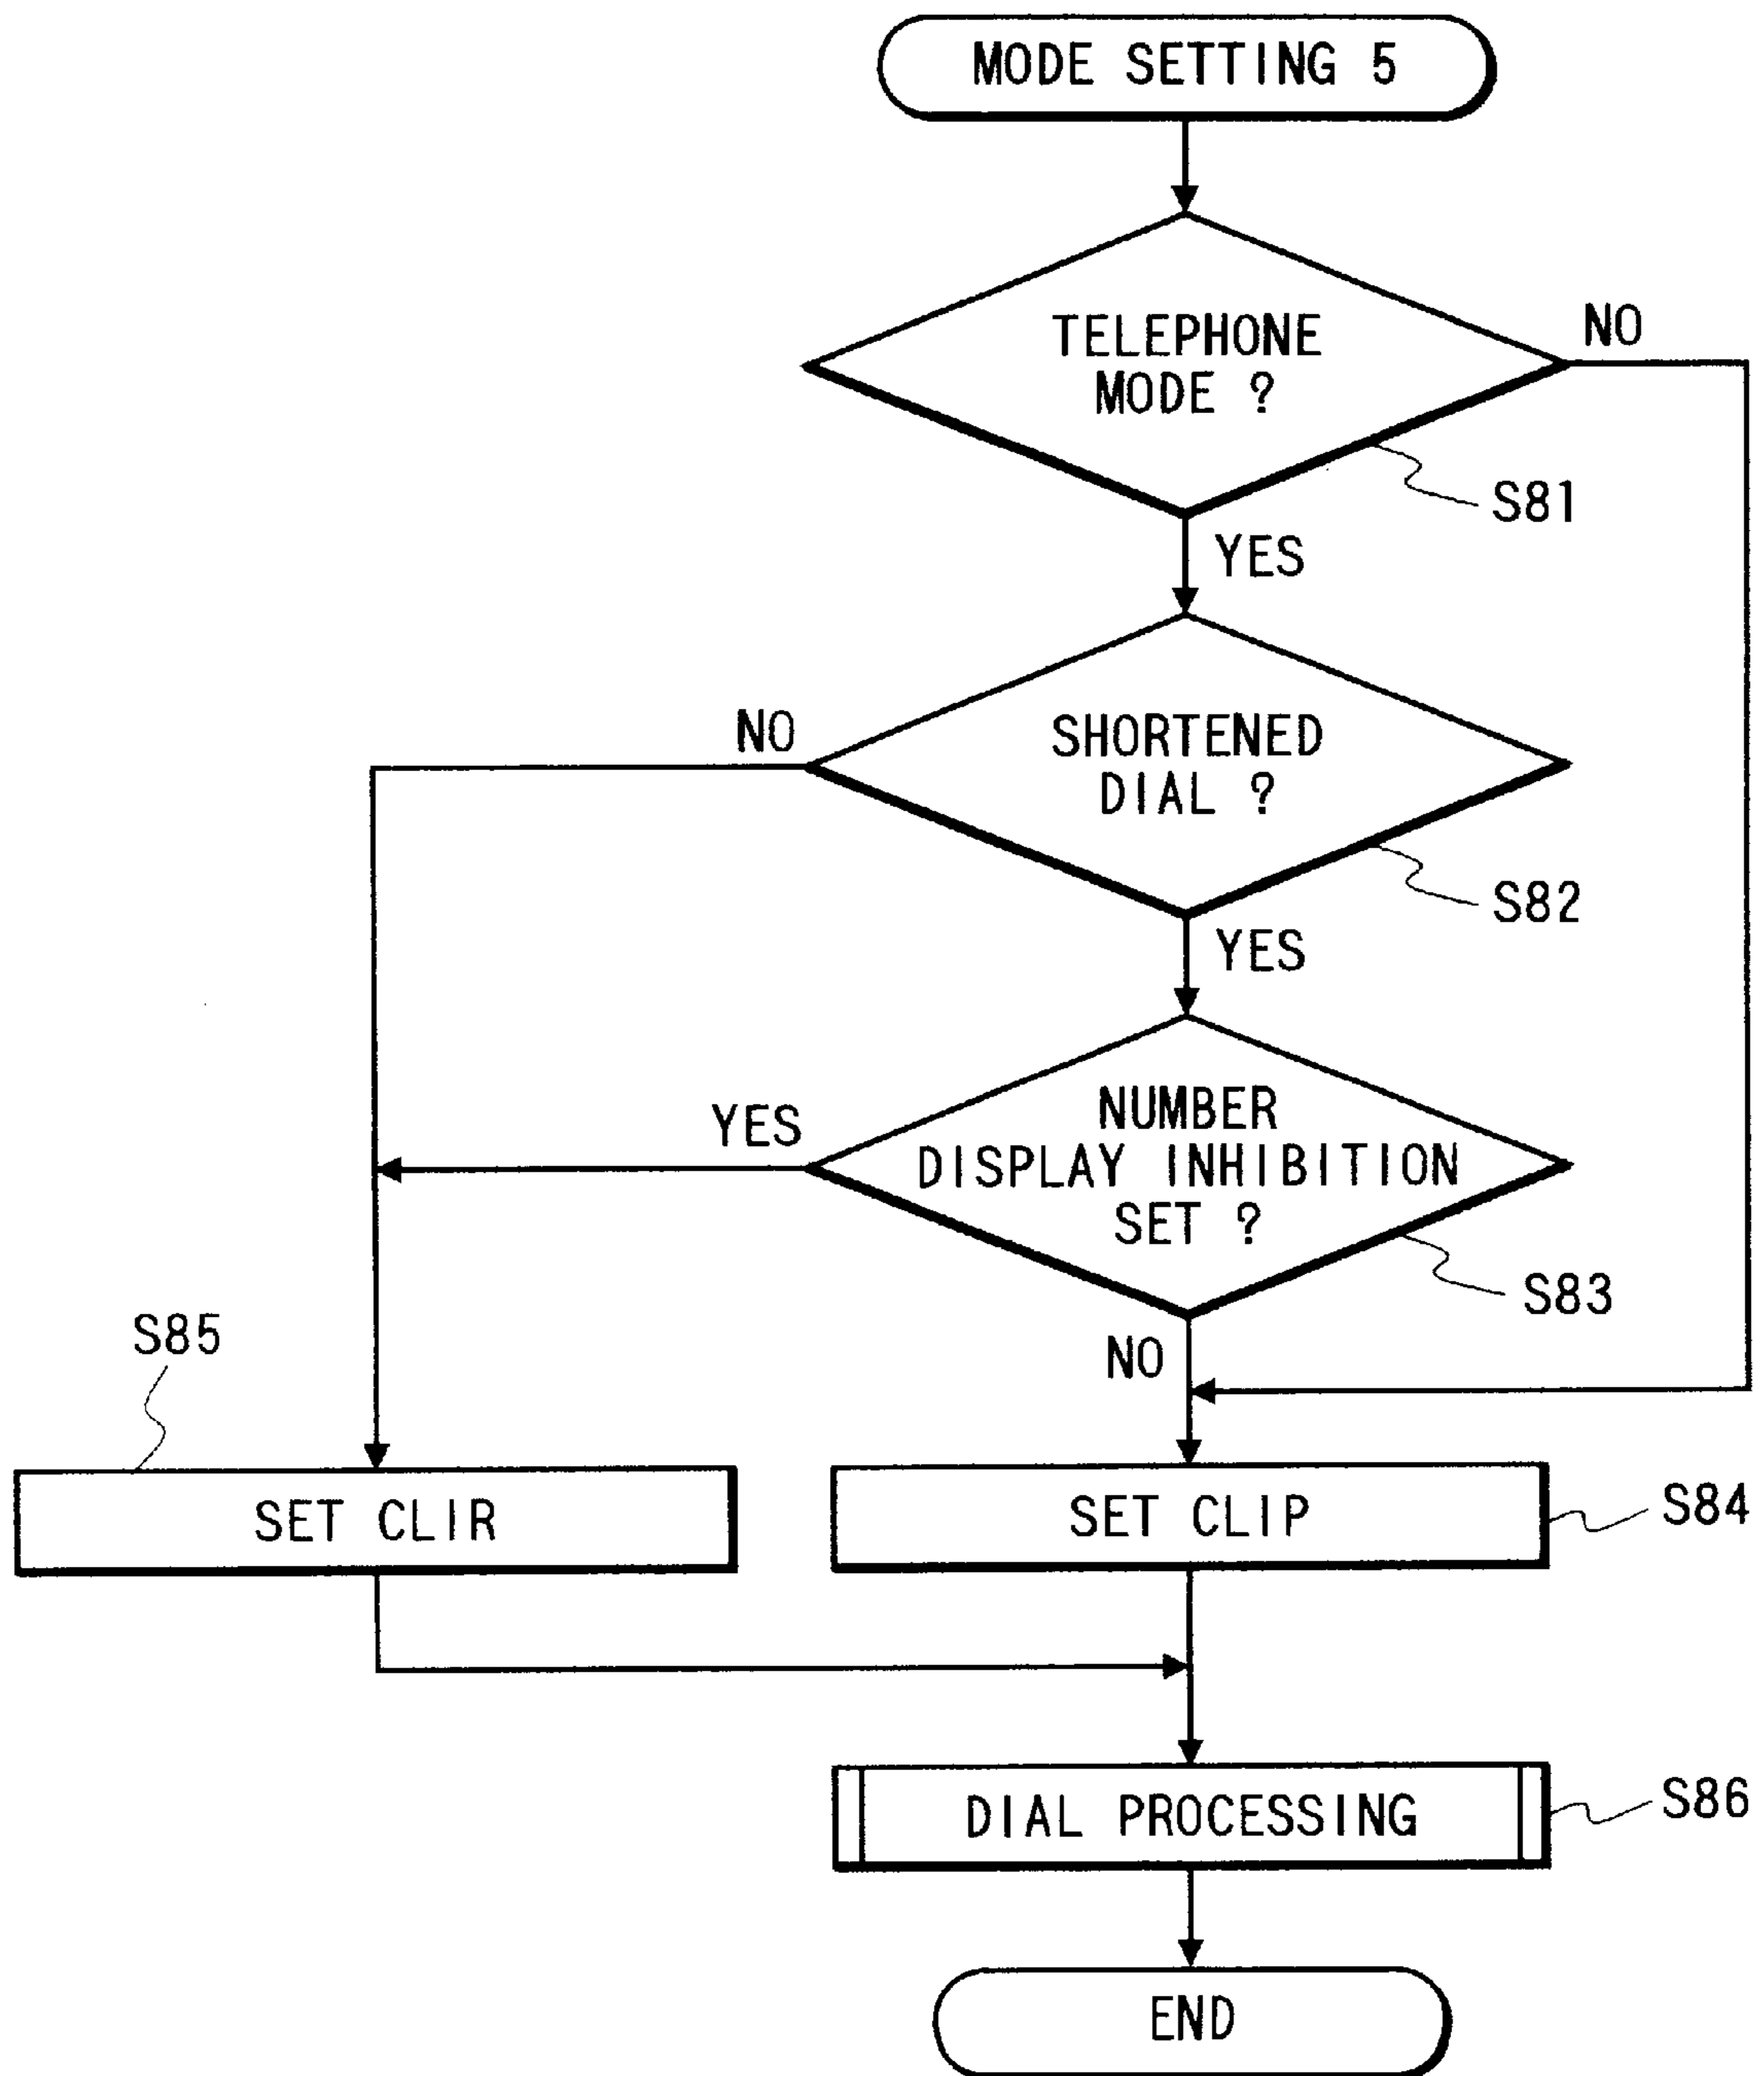 MODE SETTING 5
TELEPHONE
MODE ?
NO
S81
YES
SHORTENED
DIAL ?
NO
S82
YES
NUMBER
DISPLAY INHIBITION
SET ?
YES
S83
NO
S85
SET CLIR
SET CLIP
S84
DIAL PROCESSING
S86
END